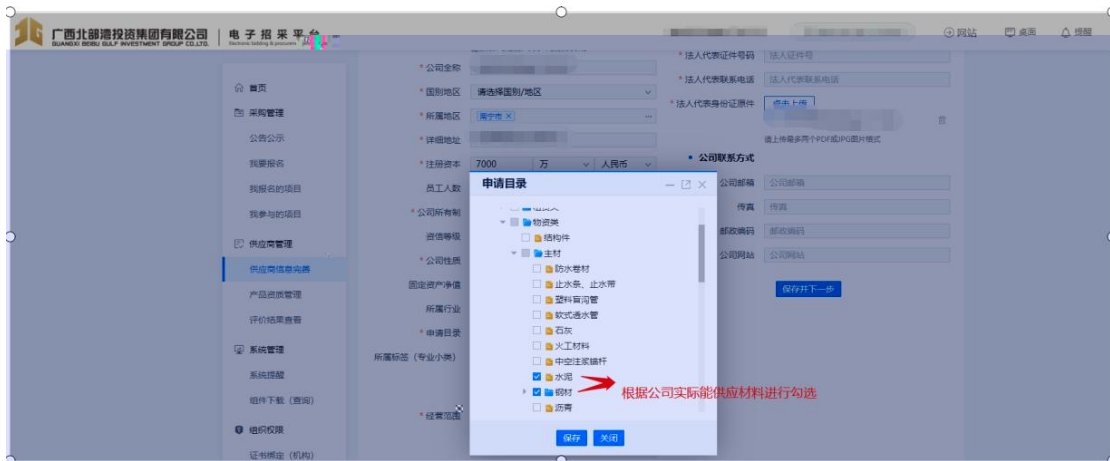 广西北部湾投资集团有限公司
GUANGXI BEIBU GULF INVESTMENT GROUP CO.,LTD.
电子招采平台
网站
桌面
提醒
首页
采购管理
公告公示
我要报名
我报名的项目
我参与的项目
供应商管理
供应商信息完善
产品资质管理
评价结果查看
系统管理
系统提醒
组件下载（查阅）
组织权限
证书绑定（机构）
* 公司全称
* 国别地区 请选择国别/地区
* 所属地区 南宁市 ×
* 详细地址
* 注册资本 7000 万 人民币
员工人数
* 公司所有制
资信等级
* 公司性质
固定资产净值
所属行业
* 申请目录
所属标签（专业小类）
* 经营范围
* 法人代表证件号码 法人证件号
* 法人代表联系电话 法人代表联系电话
* 法人代表身份证原件 点击上传
请上传最多两个PDF或JPG图片格式
• 公司联系方式
公司邮箱 公司邮箱
传真 传真
邮政编码 邮政编码
公司网站 公司网站
保存并下一步
申请目录
物资类
结构件
主材
防水卷材
止水条、止水带
塑料盲沟管
软式透水管
石灰
火工材料
中空注浆锚杆
水泥
钢材
沥青
根据公司实际能供应材料进行勾选
保存
关闭